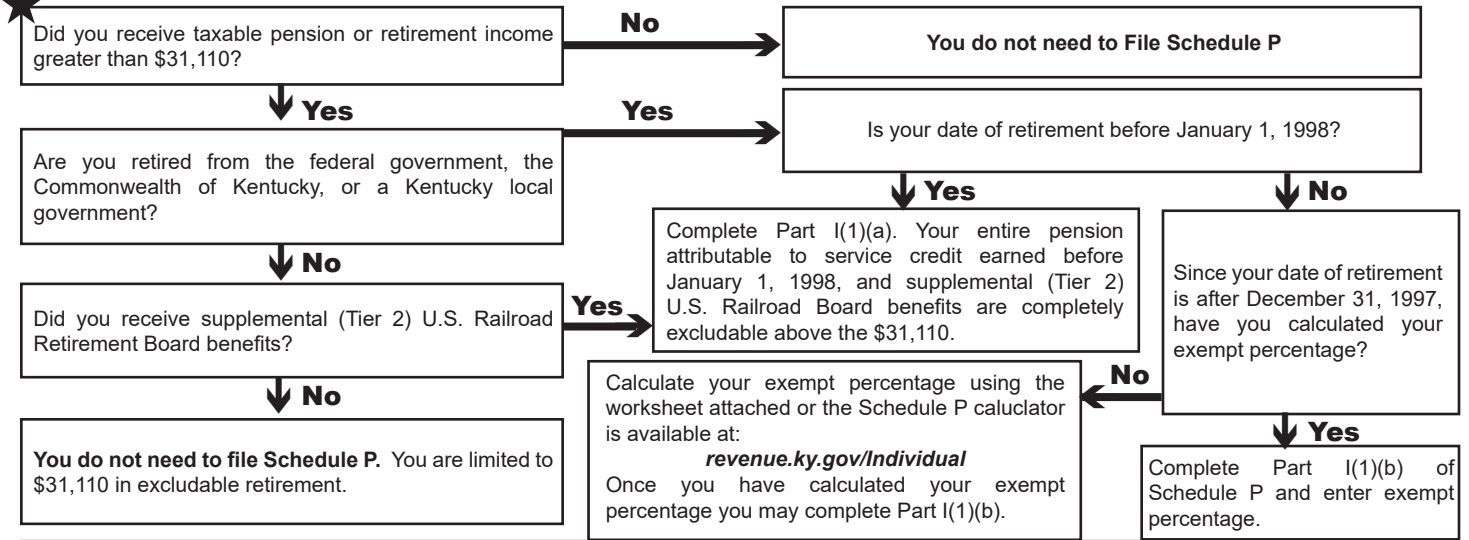 Did you receive taxable pension or retirement income
greater than $31,110?
No
You do not need to File Schedule P
Yes
Yes
Are you retired from the federal government, the
Commonwealth of Kentucky, or a Kentucky local
government?
Is your date of retirement before January 1, 1998?
Yes
No
No
Complete Part I(1)(a). Your entire pension
attributable to service credit earned before
January 1, 1998, and supplemental (Tier 2)
U.S. Railroad Board benefits are completely
excludable above the $31,110.
Since your date of retirement
is after December 31, 1997,
have you calculated your
exempt percentage?
Did you receive supplemental (Tier 2) U.S. Railroad
Retirement Board benefits?
Yes
No
No
Calculate your exempt percentage using the
worksheet attached or the Schedule P caluclator
is available at:
revenue.ky.gov/Individual
Once you have calculated your exempt
percentage you may complete Part I(1)(b).
Yes
You do not need to file Schedule P. You are limited to
$31,110 in excludable retirement.
Complete Part I(1)(b) of
Schedule P and enter exempt
percentage.